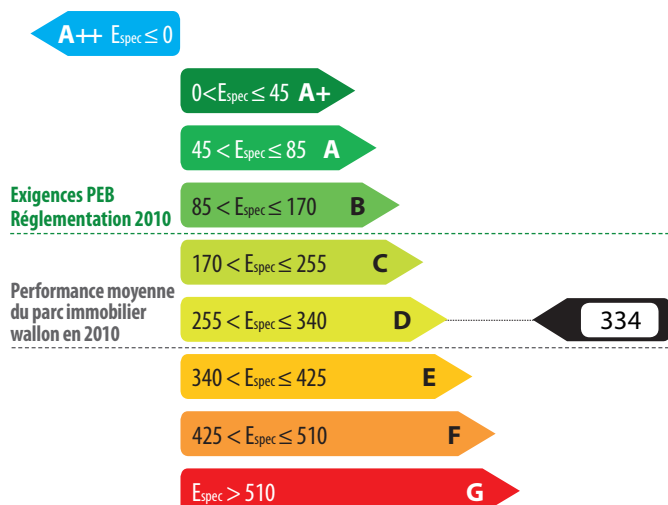 A++ Espec ≤ 0
0<Espec ≤ 45 A+
45 < Espec ≤ 85 A
Exigences PEB
Réglementation 2010
85 < Espec ≤ 170 B
170 < Espec ≤ 255 C
Performance moyenne
du parc immobilier
wallon en 2010
255 < Espec ≤ 340 D
334
340 < Espec ≤ 425 E
425 < Espec ≤ 510 F
Espec > 510 G